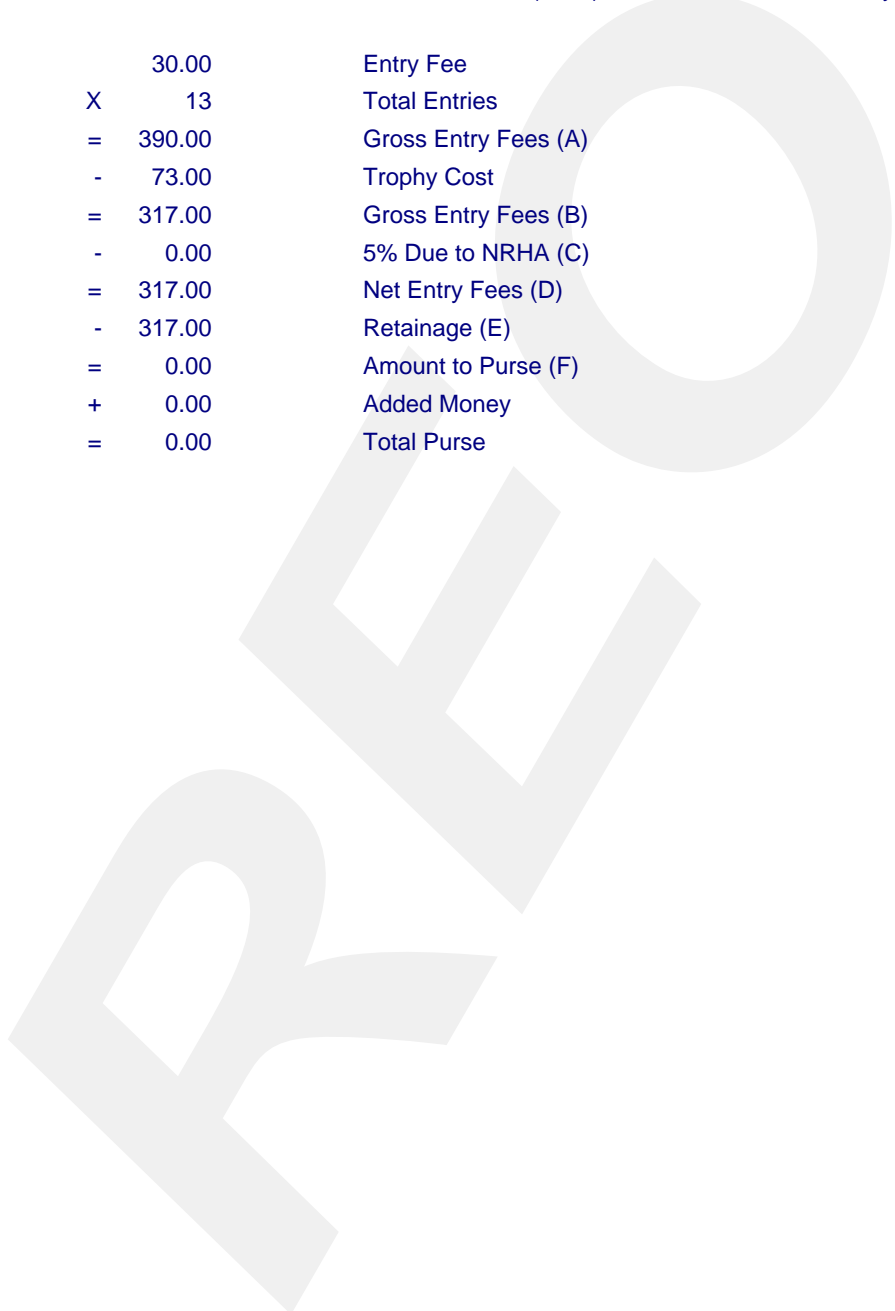 30.00 Entry Fee
X 13 Total Entries
= 390.00 Gross Entry Fees (A)
- 73.00 Trophy Cost
= 317.00 Gross Entry Fees (B)
- 0.00 5% Due to NRHA (C)
= 317.00 Net Entry Fees (D)
- 317.00 Retainage (E)
= 0.00 Amount to Purse (F)
+ 0.00 Added Money
= 0.00 Total Purse
REO